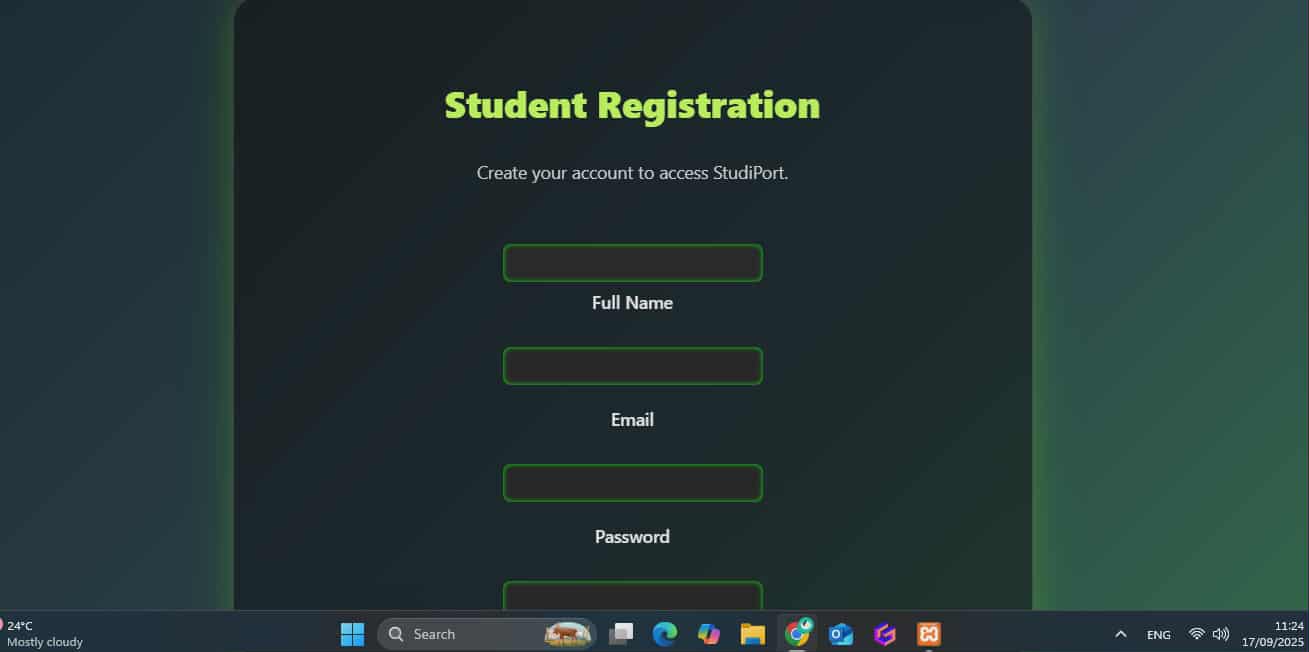 Student Registration
Create your account to access StudiPort.
Full Name
Email
Password
24°C
Mostly cloudy
Search
ENG
11:24
17/09/2025